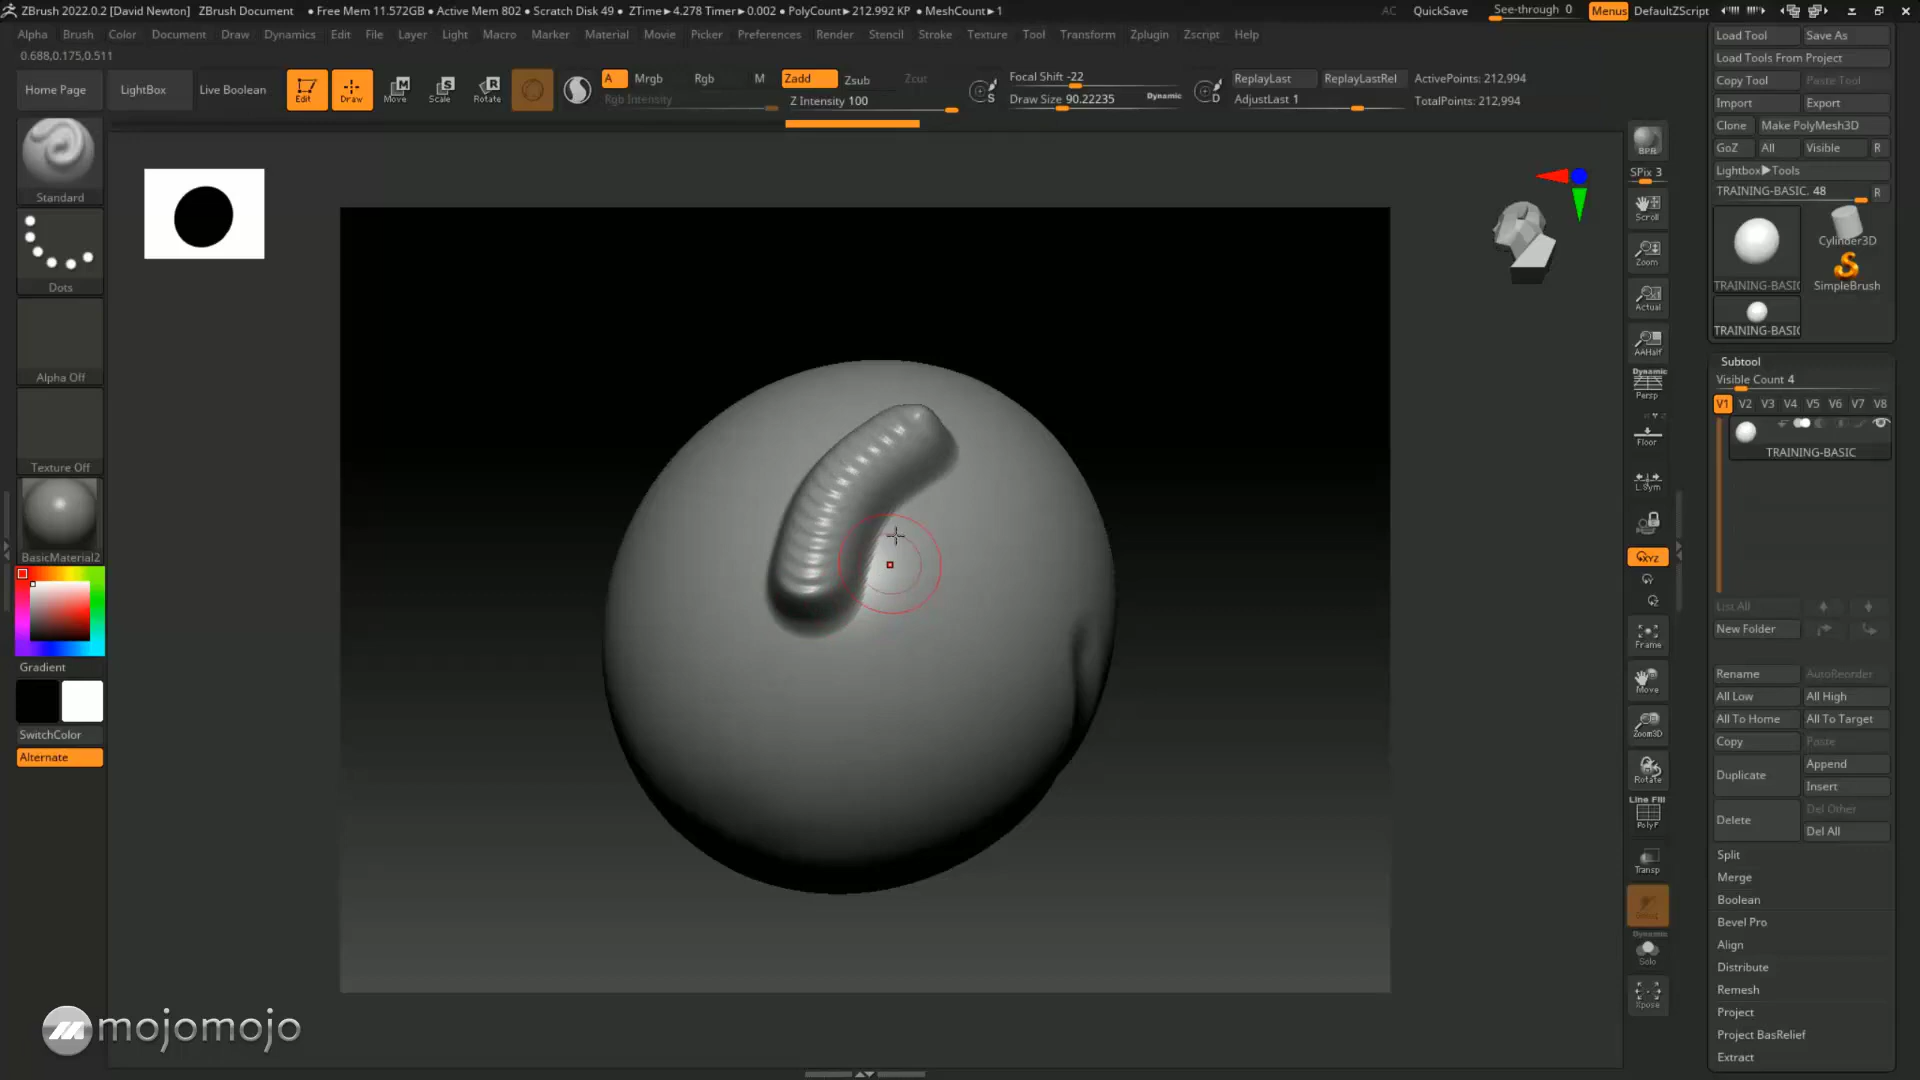 ZBrush 2022.0.2 [David Newton] ZBrush Document ● Free Mem 11.572GB ● Active Mem 802 ● Scratch Disk 49 ● ZTime▶4.278 Timer▶0.002 ● PolyCount▶212.992 KP ● MeshCount▶1 AC QuickSave See-through 0 Menus DefaultZScript
Alpha Brush Color Document Draw Dynamics Edit File Layer Light Macro Marker Material Movie Picker Preferences Render Stencil Stroke Texture Tool Transform Zplugin Zscript Help
0.688,0.175,0.511
Home Page LightBox Live Boolean Edit Draw Move Scale Rotate
A Mrgb Rgb M Zadd Zsub Zcut
Rgb Intensity Z Intensity 100
Focal Shift -22
Draw Size 90.22235 Dynamic
S
D
ReplayLast ReplayLastRel ActivePoints: 212,994
AdjustLast 1 TotalPoints: 212,994
Standard
Dots
Alpha Off
Texture Off
BasicMaterial2
Gradient
SwitchColor
Alternate
BPR
SPix 3
Scroll
Zoom
Actual
AAHalf
Dynamic
Persp
Floor
L.Sym
XYZ
Frame
Move
Zoom3D
Rotate
Line Fill
PolyF
Transp
Dynamic
Solo
Xpose
Load Tool Save As
Load Tools From Project
Copy Tool Paste Tool
Import Export
Clone Make PolyMesh3D
GoZ All Visible R
Lightbox▶Tools
TRAINING-BASIC. 48 R
Cylinder3D
TRAINING-BASIC SimpleBrush
TRAINING-BASIC
Subtool
Visible Count 4
V1 V2 V3 V4 V5 V6 V7 V8
TRAINING-BASIC
List All
New Folder
Rename AutoReorder
All Low All High
All To Home All To Target
Copy Paste
Duplicate Append
Insert
Delete Del Other
Del All
Split
Merge
Boolean
Bevel Pro
Align
Distribute
Remesh
Project
Project BasRelief
Extract
mojomojo